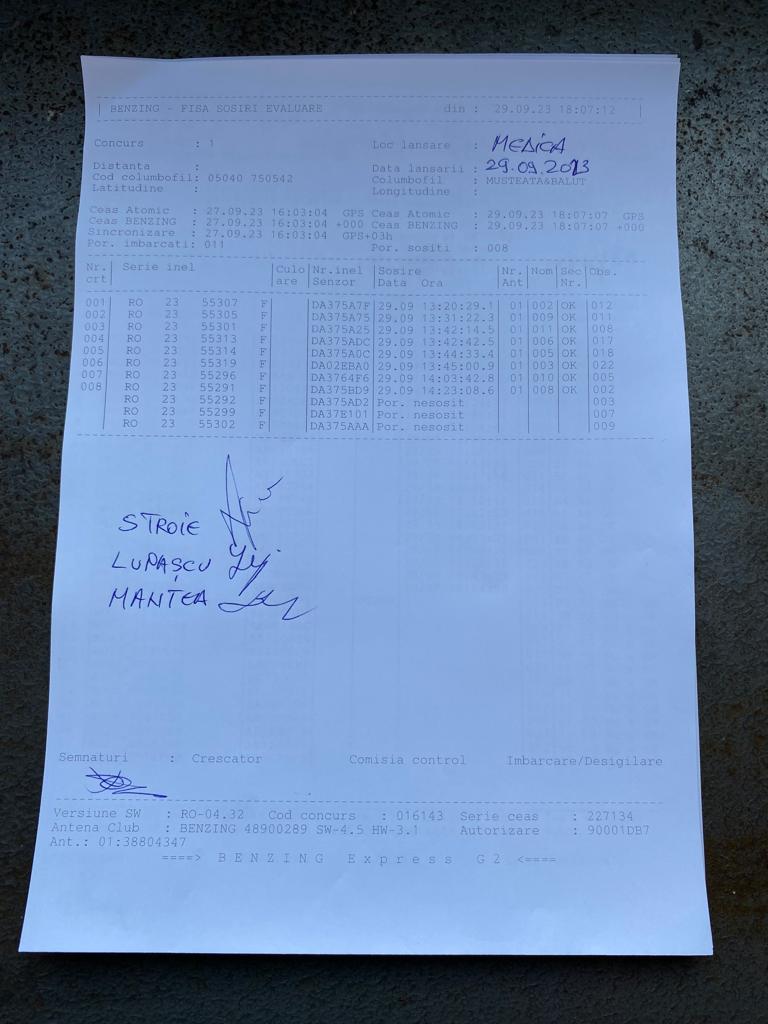 BENZING - FISA SOSIRI EVALUARE din : 29.09.23 18:07:12
Concurs : 1 Loc lansare : MEDICA
Distanta : Data lansarii : 29.09.2023
Cod columbofil: 05040 750542 Columbofil : MUSTEATA&BALUT
Latitudine : Longitudine :
Ceas Atomic : 27.09.23 16:03:04 GPS Ceas Atomic : 29.09.23 18:07:07 GPS
Ceas BENZING : 27.09.23 16:03:04 +000 Ceas BENZING : 29.09.23 18:07:07 +000
Sincronizare : 27.09.23 16:03:04 GPS+03h
Por. imbarcati: 011 Por. sositi : 008
Nr. Serie inel Culo Nr.inel Sosire Nr. Nom Sec Obs.
crt are Senzor Data Ora Ant Nr.
001 RO 23 55307 F DA375A7F 29.09 13:20:29.1 01 002 OK 012
002 RO 23 55305 F DA375A75 29.09 13:31:22.3 01 009 OK 011
003 RO 23 55301 F DA375A25 29.09 13:42:14.5 01 011 OK 008
004 RO 23 55313 F DA375ADC 29.09 13:42:42.5 01 006 OK 017
005 RO 23 55314 F DA375A0C 29.09 13:44:33.4 01 005 OK 018
006 RO 23 55319 F DA02EBA0 29.09 13:45:00.9 01 003 OK 022
007 RO 23 55296 F DA3764F6 29.09 14:03:42.8 01 010 OK 005
008 RO 23 55291 F DA375BD9 29.09 14:23:08.6 01 008 OK 002
RO 23 55292 F DA375AD2 Por. nesosit 003
RO 23 55299 F DA37E101 Por. nesosit 007
RO 23 55302 F DA375AAA Por. nesosit 009
STROIE
LUPAȘCU
MANTEA
Semnaturi : Crescator Comisia control Imbarcare/Desigilare
Versiune SW : RO-04.32 Cod concurs : 016143 Serie ceas : 227134
Antena Club : BENZING 48900289 SW-4.5 HW-3.1 Autorizare : 90001DB7
Ant.: 01:38804347
====> BENZING Express G2 <====